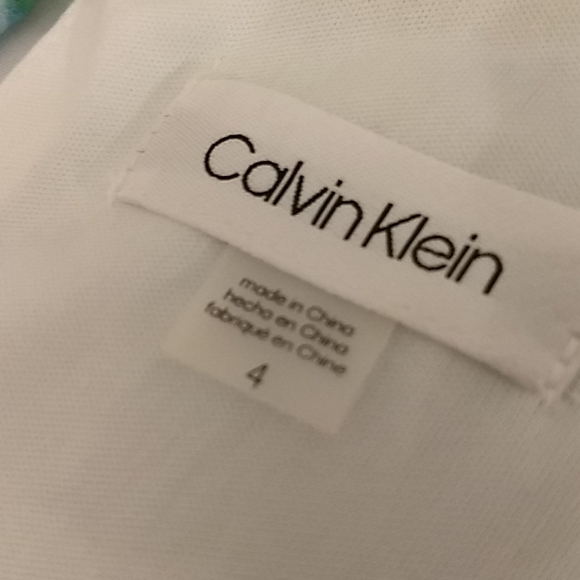 Calvin Klein
made in China
hecho en China
fabriqué en Chine
4